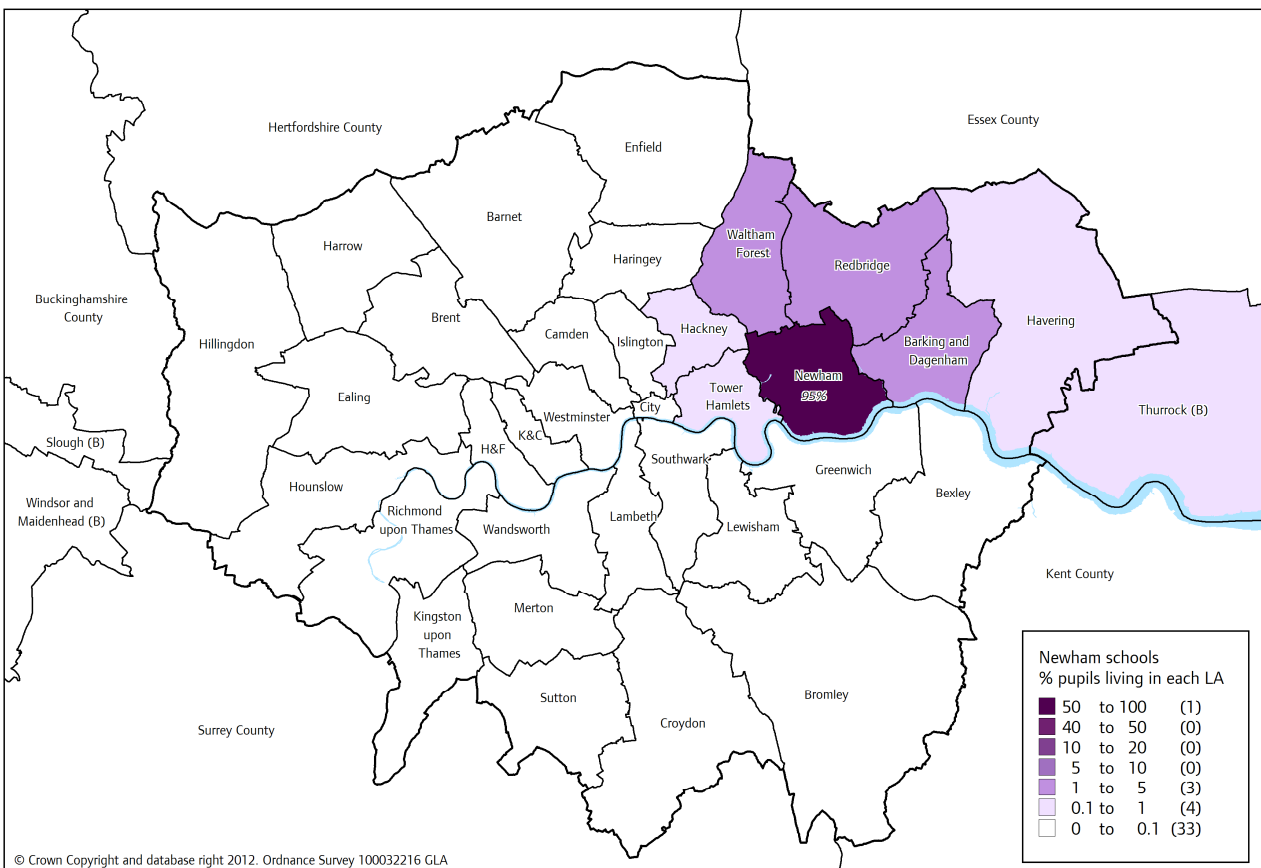 Hertfordshire County
Essex County
Enfield
Barnet
Waltham
Forest
Harrow
Haringey
Redbridge
Buckinghamshire
County
Brent
Hillingdon
Camden
Islington
Hackney
Havering
Barking and
Dagenham
Newham
95%
Ealing
Tower
Hamlets
Thurrock (B)
Westminster
City
K&C
H&F
Slough (B)
Southwark
Greenwich
Hounslow
Bexley
Windsor and
Maidenhead (B)
Richmond
upon Thames
Wandsworth
Lambeth
Lewisham
Kent County
Merton
Kingston
upon
Thames
Sutton
Bromley
Croydon
Surrey County
Newham schools
% pupils living in each LA
50 to 100 (1)
40 to 50 (0)
10 to 20 (0)
5 to 10 (0)
1 to 5 (3)
0.1 to 1 (4)
0 to 0.1 (33)
© Crown Copyright and database right 2012. Ordnance Survey 100032216 GLA